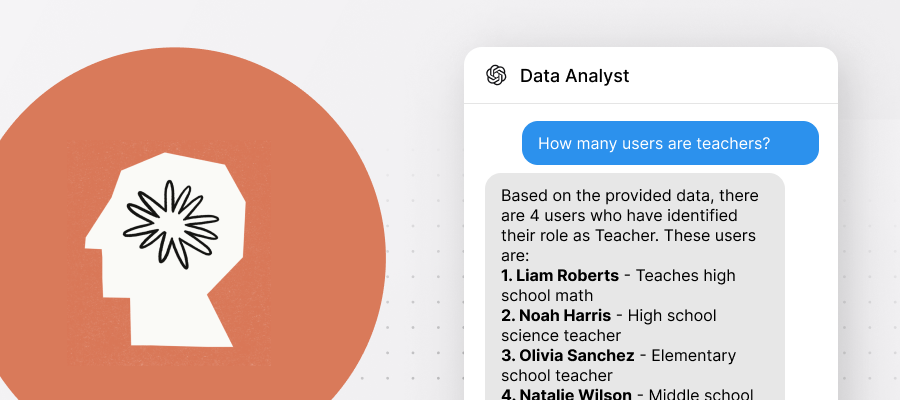 Data Analyst
How many users are teachers?
Based on the provided data, there
are 4 users who have identified
their role as Teacher. These users
are:
1. Liam Roberts - Teaches high
school math
2. Noah Harris - High school
science teacher
3. Olivia Sanchez - Elementary
school teacher
4. Natalie Wilson - Middle school